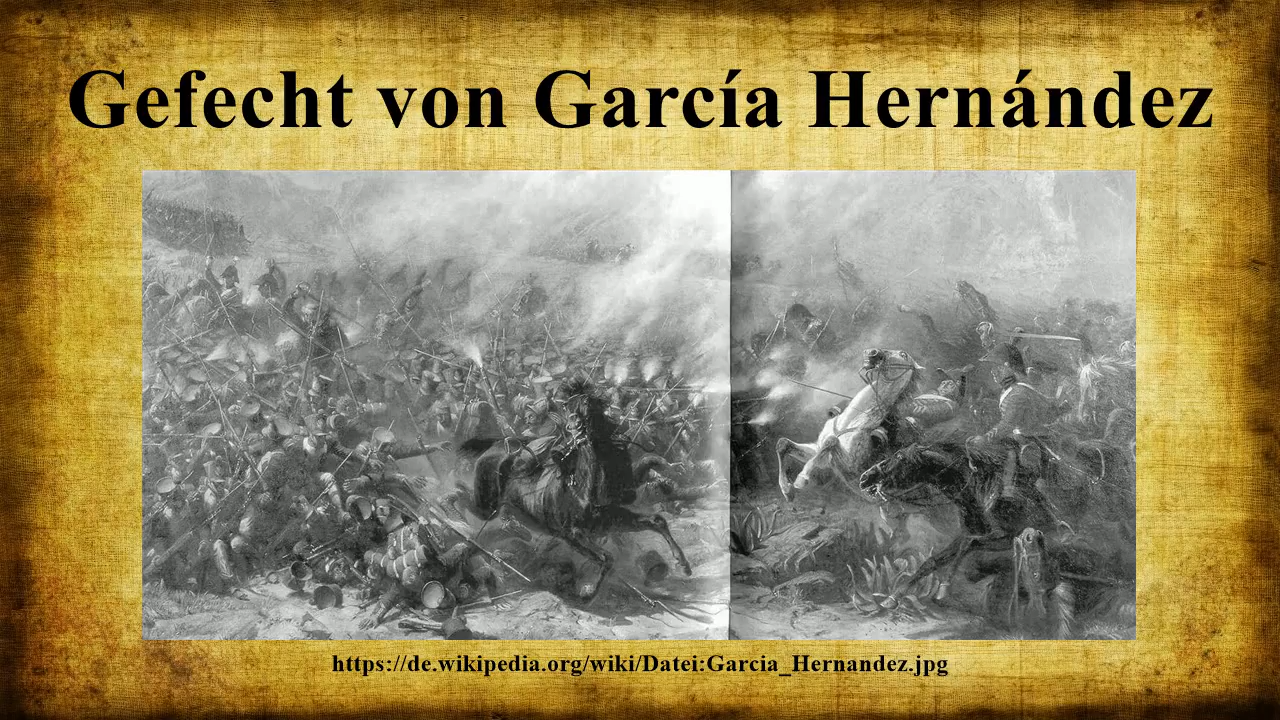 Gefecht von García Hernández
https://de.wikipedia.org/wiki/Datei:Garcia_Hernandez.jpg